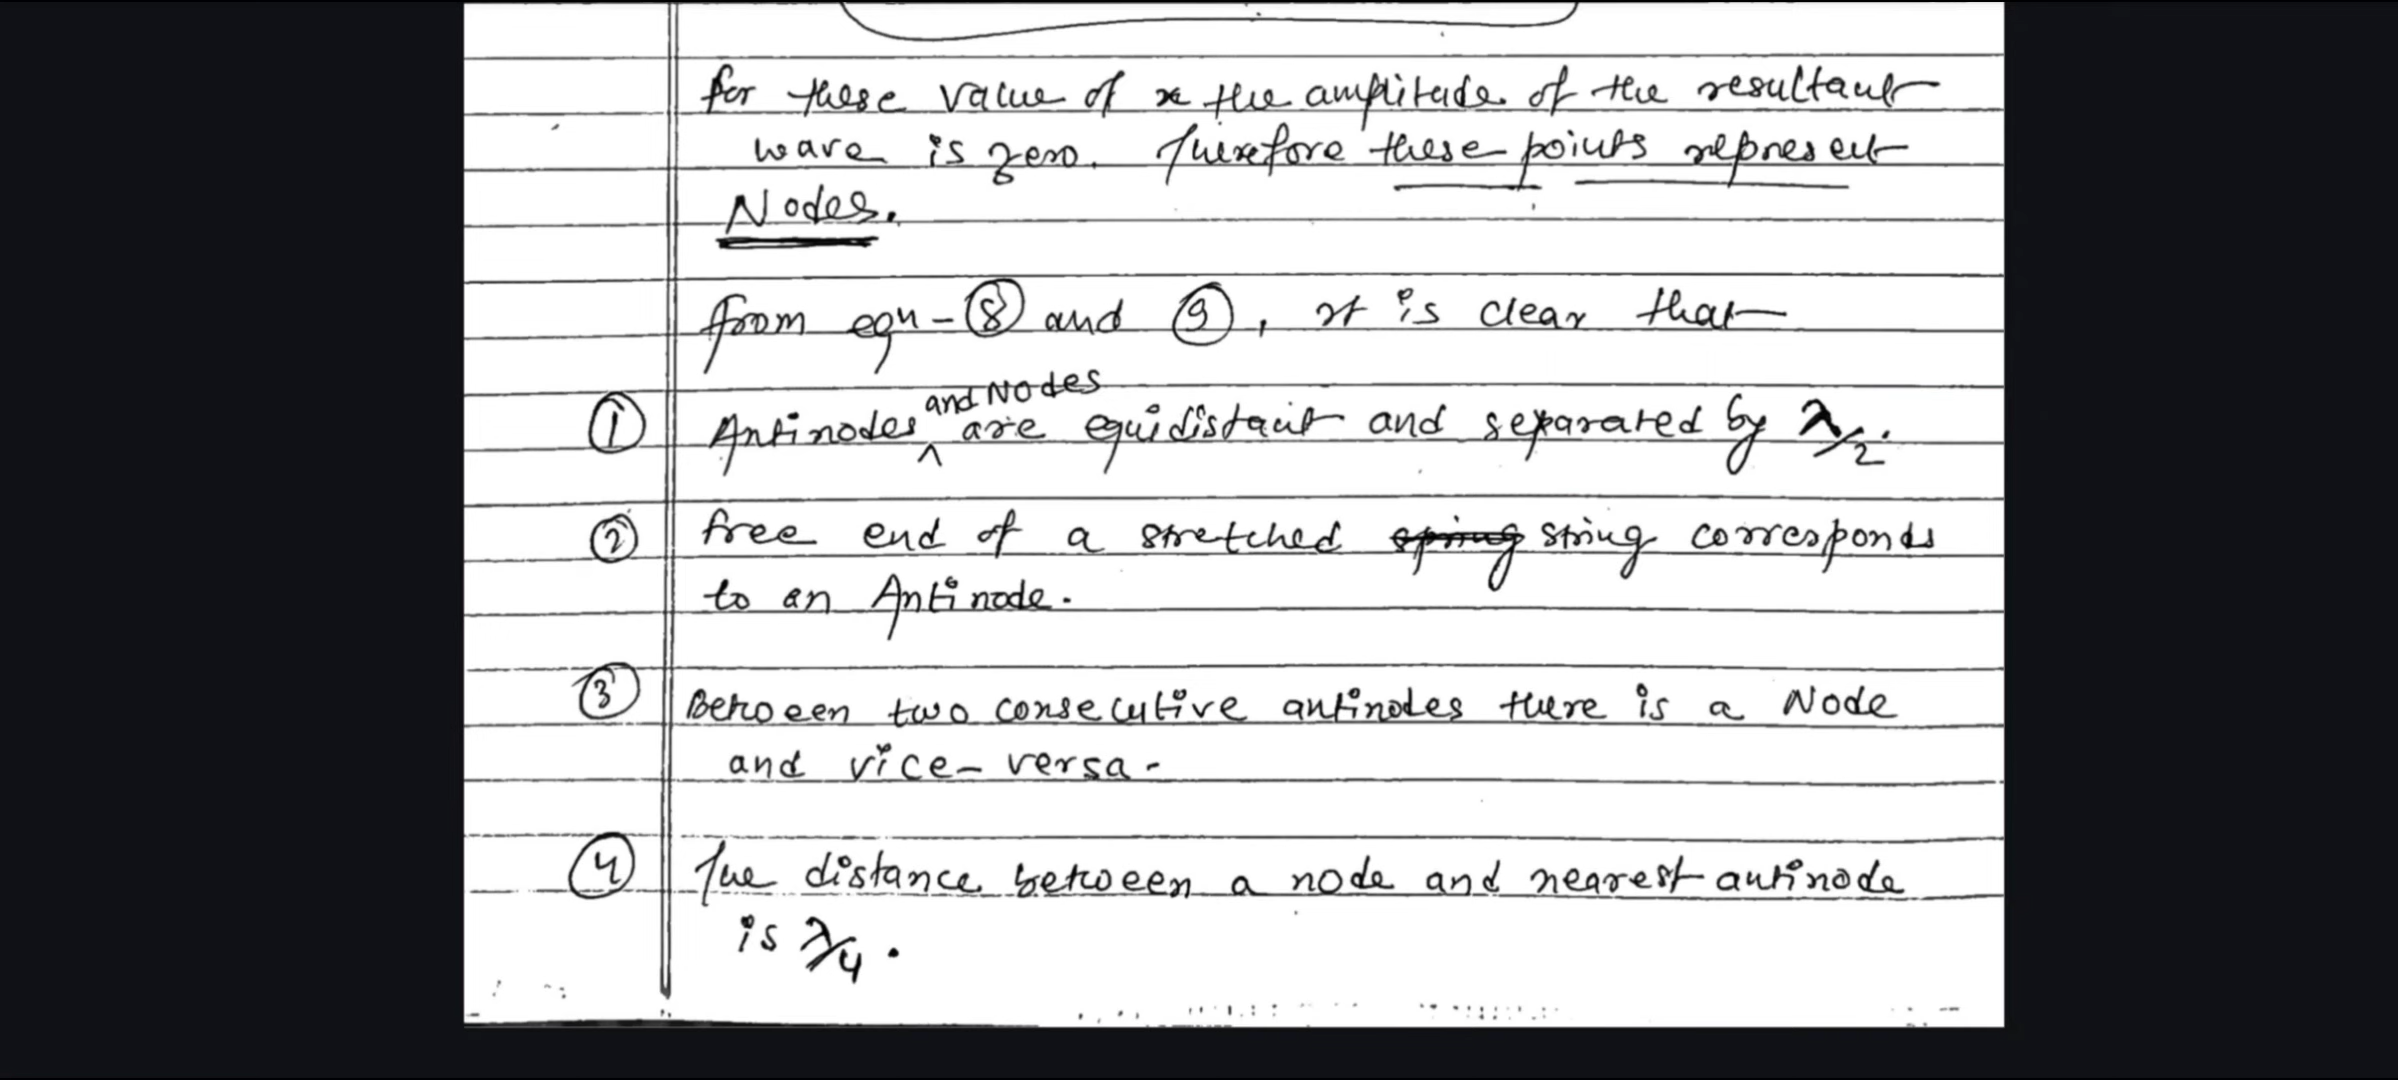 for these value of x the amplitude of the resultant
wave is zero. Therefore these points represent
Nodes.
from eqn - ⑧ and ⑨, it is clear that
① Antinodes and Nodes are equidistant and separated by λ/2.
② free end of a stretched spring string corresponds
to an Antinode.
③ Between two consecutive antinodes there is a Node
and vice-versa.
④ The distance between a node and nearest antinode
is λ/4.